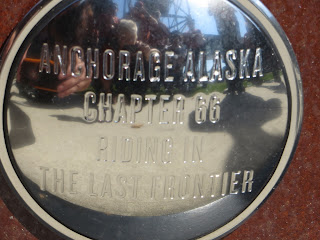 ANCHORAGE ALASKA
CHAPTER 66
RIDING IN
THE LAST FRONTIER